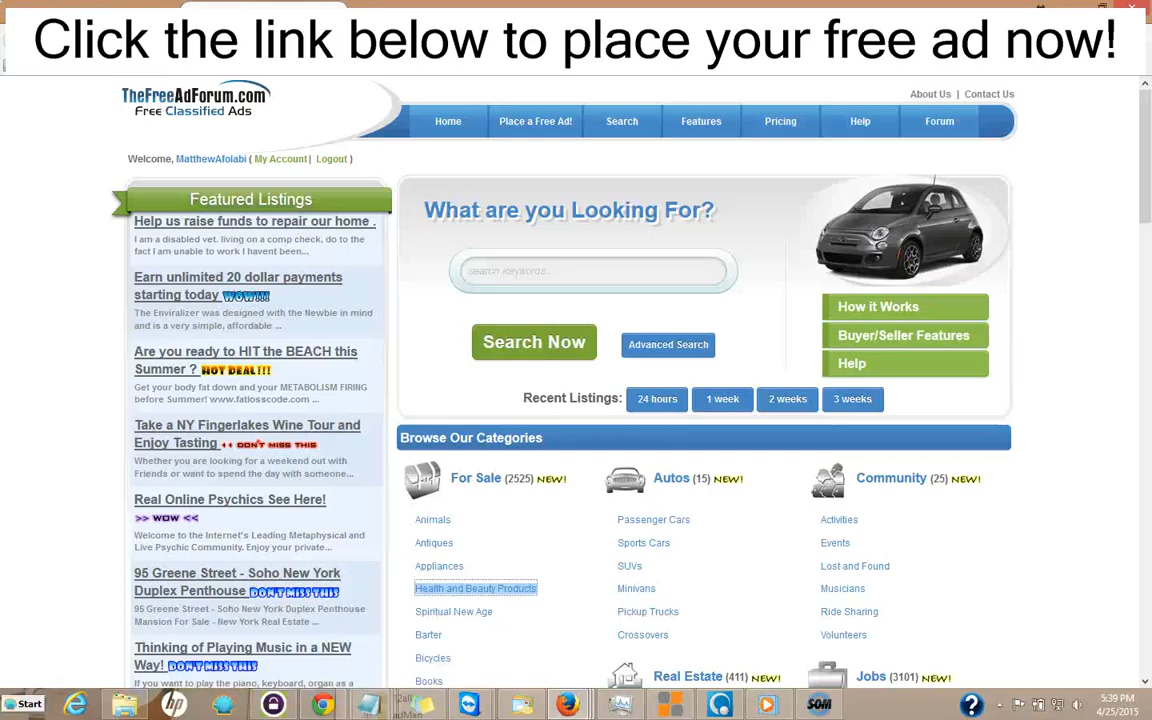 Click the link below to place your free ad now!
TheFreeAdForum.com
Free Classified Ads
About Us | Contact Us
Home Place a Free Ad! Search Features Pricing Help Forum
Welcome, MatthewAfolabi ( My Account | Logout )
Featured Listings
Help us raise funds to repair our home .
I am a disabled vet. living on a comp check, do to the
fact I am unable to work I havent been...
Earn unlimited 20 dollar payments
starting today WOW!!!
The Enviralizer was designed with the Newbie in mind
and is a very simple, affordable ...
Are you ready to HIT the BEACH this
Summer ? HOT DEAL!!!
Get your body fat down and your METABOLISM FIRING
before Summer! www.fatlosscode.com ...
Take a NY Fingerlakes Wine Tour and
Enjoy Tasting DON'T MISS THIS
Whether you are looking for a weekend out with
Friends or want to spend the day with someone...
Real Online Psychics See Here!
>> WOW <<
Welcome to the Internet's Leading Metaphysical and
Live Psychic Community. Enjoy your private...
95 Greene Street - Soho New York
Duplex Penthouse DON'T MISS THIS
95 Greene Street - Soho New York Duplex Penthouse
Mansion For Sale - New York Real Estate ...
Thinking of Playing Music in a NEW
Way! DON'T MISS THIS
If you want to play the piano, keyboard, organ as a
What are you Looking For?
search keywords..
Search Now Advanced Search
How it Works
Buyer/Seller Features
Help
Recent Listings: 24 hours 1 week 2 weeks 3 weeks
Browse Our Categories
For Sale (2525) NEW!
Animals
Antiques
Appliances
Health and Beauty Products
Spiritual New Age
Barter
Bicycles
Books
Autos (15) NEW!
Passenger Cars
Sports Cars
SUVs
Minivans
Pickup Trucks
Crossovers
Real Estate (411) NEW!
Community (25) NEW!
Activities
Events
Lost and Found
Musicians
Ride Sharing
Volunteers
Jobs (3101) NEW!
Start
hp
SOM
5:39 PM
4/25/2015